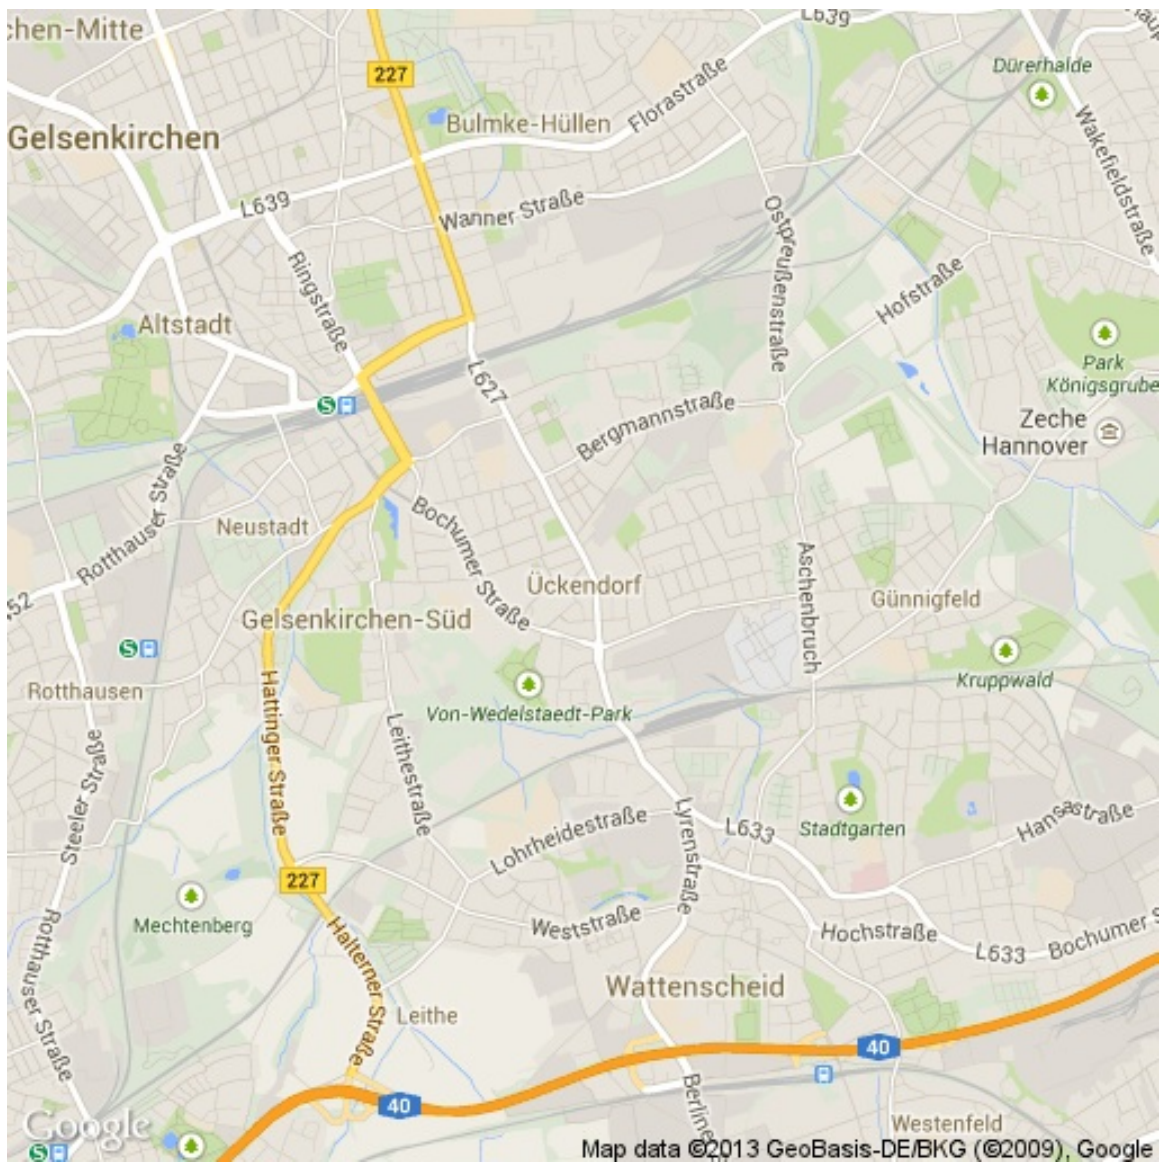 chen-Mitte
L639
227
Dürerhalde
Bulmke-Hüllen
Florastraße
Wakefieldstraße
Gelsenkirchen
L639
Wanner Straße
Ostpreußenstraße
Ringstraße
Hofstraße
Altstadt
Park
Königsgrube
L627
Bergmannstraße
Zeche
Hannover
S
Rotthauser Straße
Neustadt
Bochumer Straße
Aschenbruch
Ückendorf
Günnigfeld
L52
Gelsenkirchen-Süd
S
Rotthausen
Kruppwald
Von-Wedelstaedt-Park
Hattinger Straße
Leithestraße
Steeler Straße
Lohrheidestraße
Lyrenstraße
L633
Stadtgarten
Hansastraße
227
Mechtenberg
Weststraße
Hochstraße
L633
Bochumer S
Rotthauser Straße
Halterner Straße
Wattenscheid
Leithe
40
40
Berliner
Westenfeld
Google
S
Map data ©2013 GeoBasis-DE/BKG (©2009), Google